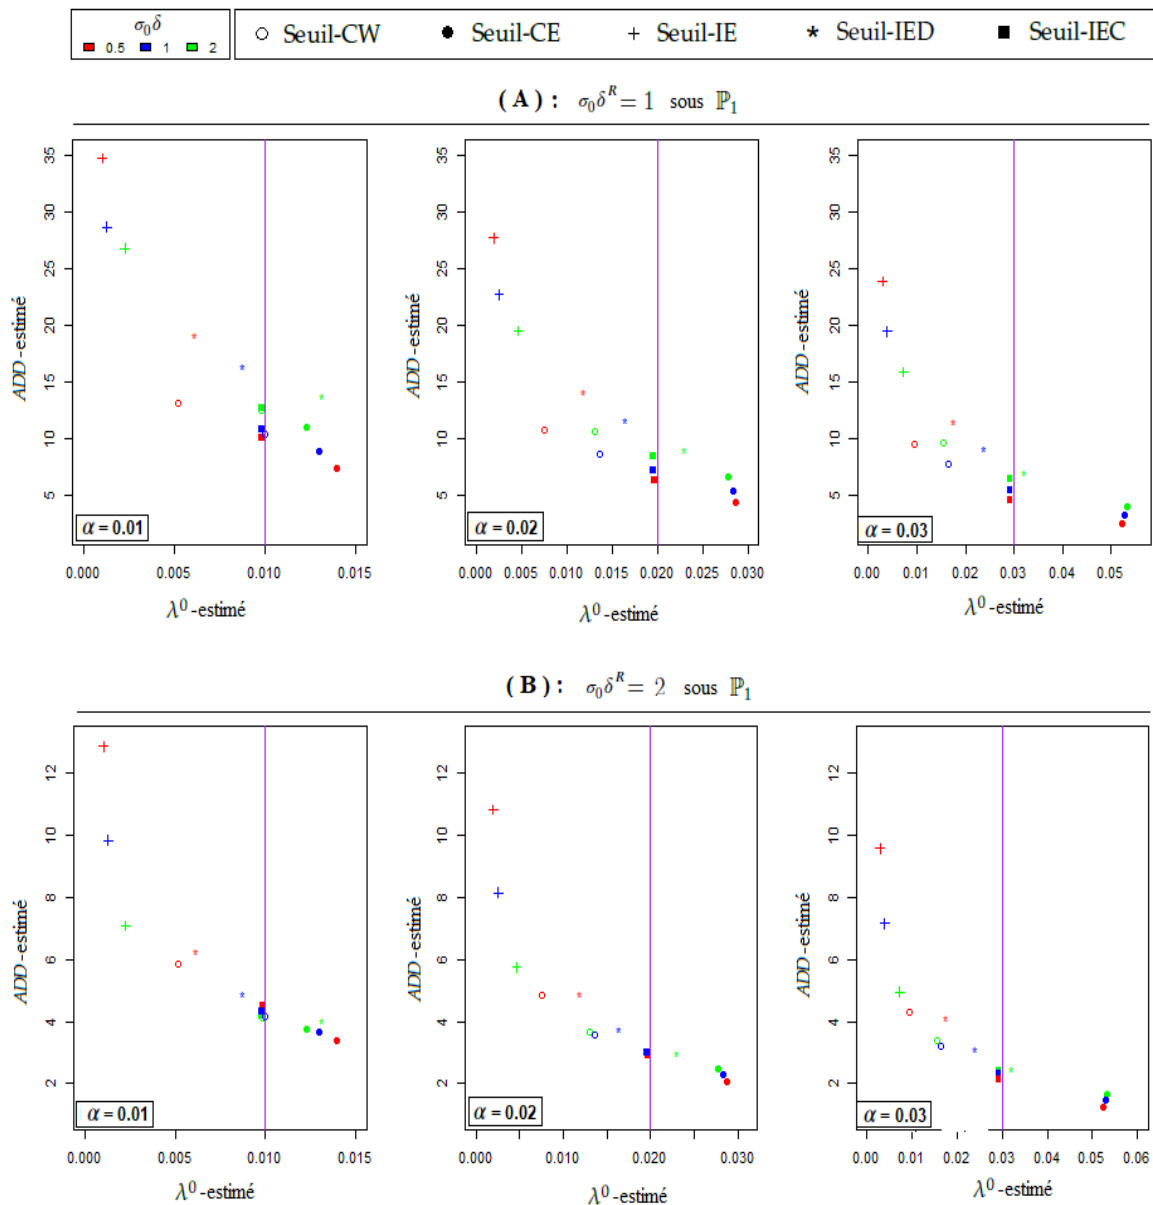 σ₀δ
0.5 1 2
Seuil-CW Seuil-CE Seuil-IE Seuil-IED Seuil-IEC
(A): σ₀δᴿ = 1 sous ℙ₁
ADD-estimé
35
30
25
20
15
10
5
α = 0.01
0.000 0.005 0.010 0.015
λ⁰-estimé
ADD-estimé
35
30
25
20
15
10
5
α = 0.02
0.000 0.005 0.010 0.015 0.020 0.025 0.030
λ⁰-estimé
ADD-estimé
35
30
25
20
15
10
5
α = 0.03
0.00 0.01 0.02 0.03 0.04 0.05
λ⁰-estimé
(B): σ₀δᴿ = 2 sous ℙ₁
ADD-estimé
12
10
8
6
4
2
α = 0.01
0.000 0.005 0.010 0.015
λ⁰-estimé
ADD-estimé
12
10
8
6
4
2
α = 0.02
0.000 0.010 0.020 0.030
λ⁰-estimé
ADD-estimé
12
10
8
6
4
2
α = 0.03
0.00 0.01 0.02 0.03 0.04 0.05 0.06
λ⁰-estimé